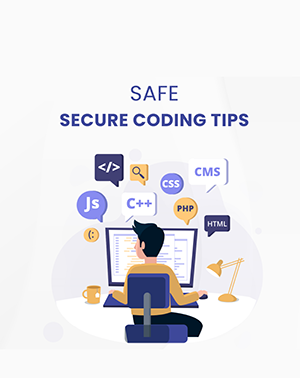 SAFE
SECURE CODING TIPS
</>
CMS
CSS
Js
C++
PHP
HTML
(;